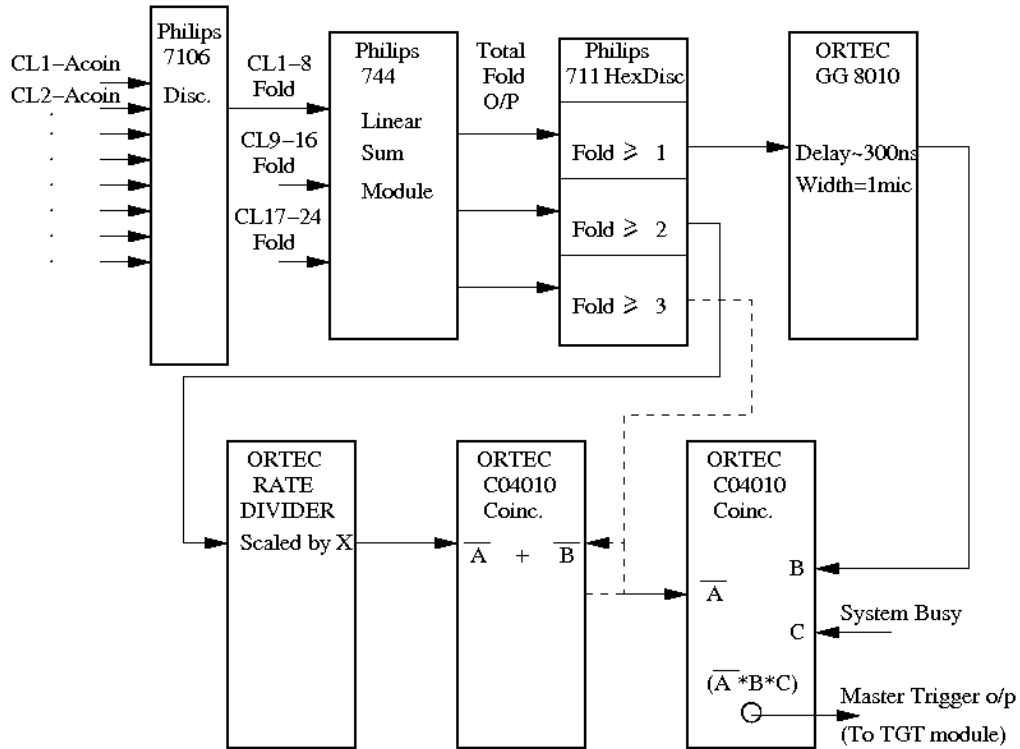 Philips
7106
Disc.
CL1-Acoin
CL2-Acoin
CL1-8
Fold
CL9-16
Fold
CL17-24
Fold
Philips
744
Linear
Sum
Module
Total
Fold
O/P
Philips
711 HexDisc
Fold ⩾ 1
Fold ⩾ 2
Fold ⩾ 3
ORTEC
GG 8010
Delay~300ns
Width=1mic
ORTEC
RATE
DIVIDER
Scaled by X
ORTEC
C04010
Coinc.
A̅ + B̅
ORTEC
C04010
Coinc.
B
A̅
C
System Busy
(A̅*B*C)
Master Trigger o/p
(To TGT module)